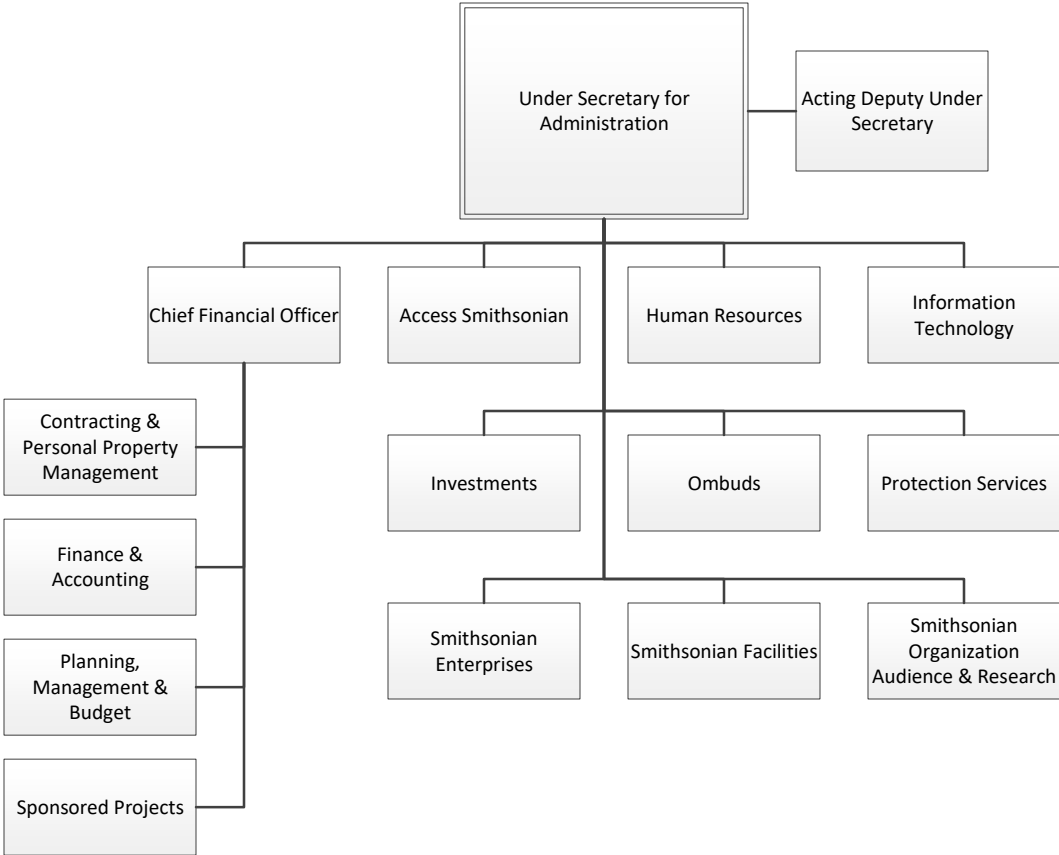 Under Secretary for
Administration
Acting Deputy Under
Secretary
Chief Financial Officer
Access Smithsonian
Human Resources
Information
Technology
Contracting &
Personal Property
Management
Investments
Ombuds
Protection Services
Finance &
Accounting
Smithsonian
Enterprises
Smithsonian Facilities
Smithsonian
Organization
Audience & Research
Planning,
Management &
Budget
Sponsored Projects